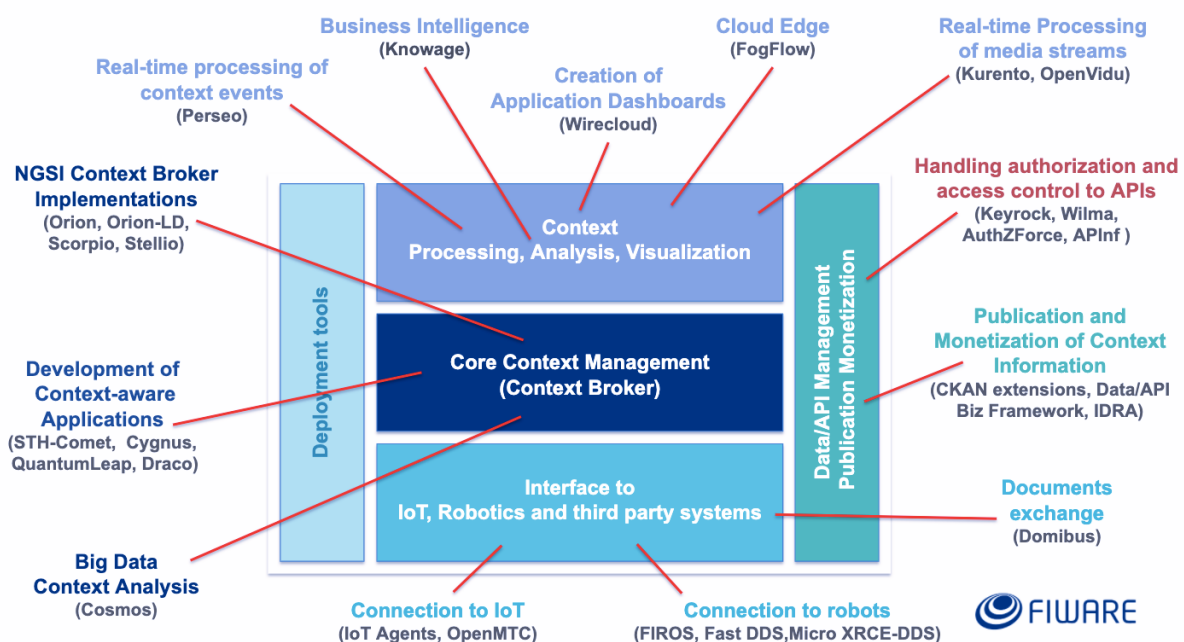 Business Intelligence
(Knowage)
Cloud Edge
(FogFlow)
Real-time Processing
of media streams
(Kurento, OpenVidu)
Real-time processing of
context events
(Perseo)
Creation of
Application Dashboards
(Wirecloud)
NGSI Context Broker
Implementations
(Orion, Orion-LD,
Scorpio, Stellio)
Handling authorization and
access control to APIs
(Keyrock, Wilma,
AuthZForce, APInf )
Context
Processing, Analysis, Visualization
Deployment tools
Data/API Management
Publication Monetization
Core Context Management
(Context Broker)
Publication and
Monetization of Context
Information
(CKAN extensions, Data/API
Biz Framework, IDRA)
Development of
Context-aware
Applications
(STH-Comet, Cygnus,
QuantumLeap, Draco)
Interface to
IoT, Robotics and third party systems
Documents
exchange
(Domibus)
Big Data
Context Analysis
(Cosmos)
Connection to IoT
(IoT Agents, OpenMTC)
Connection to robots
(FIROS, Fast DDS,Micro XRCE-DDS)
FIWARE